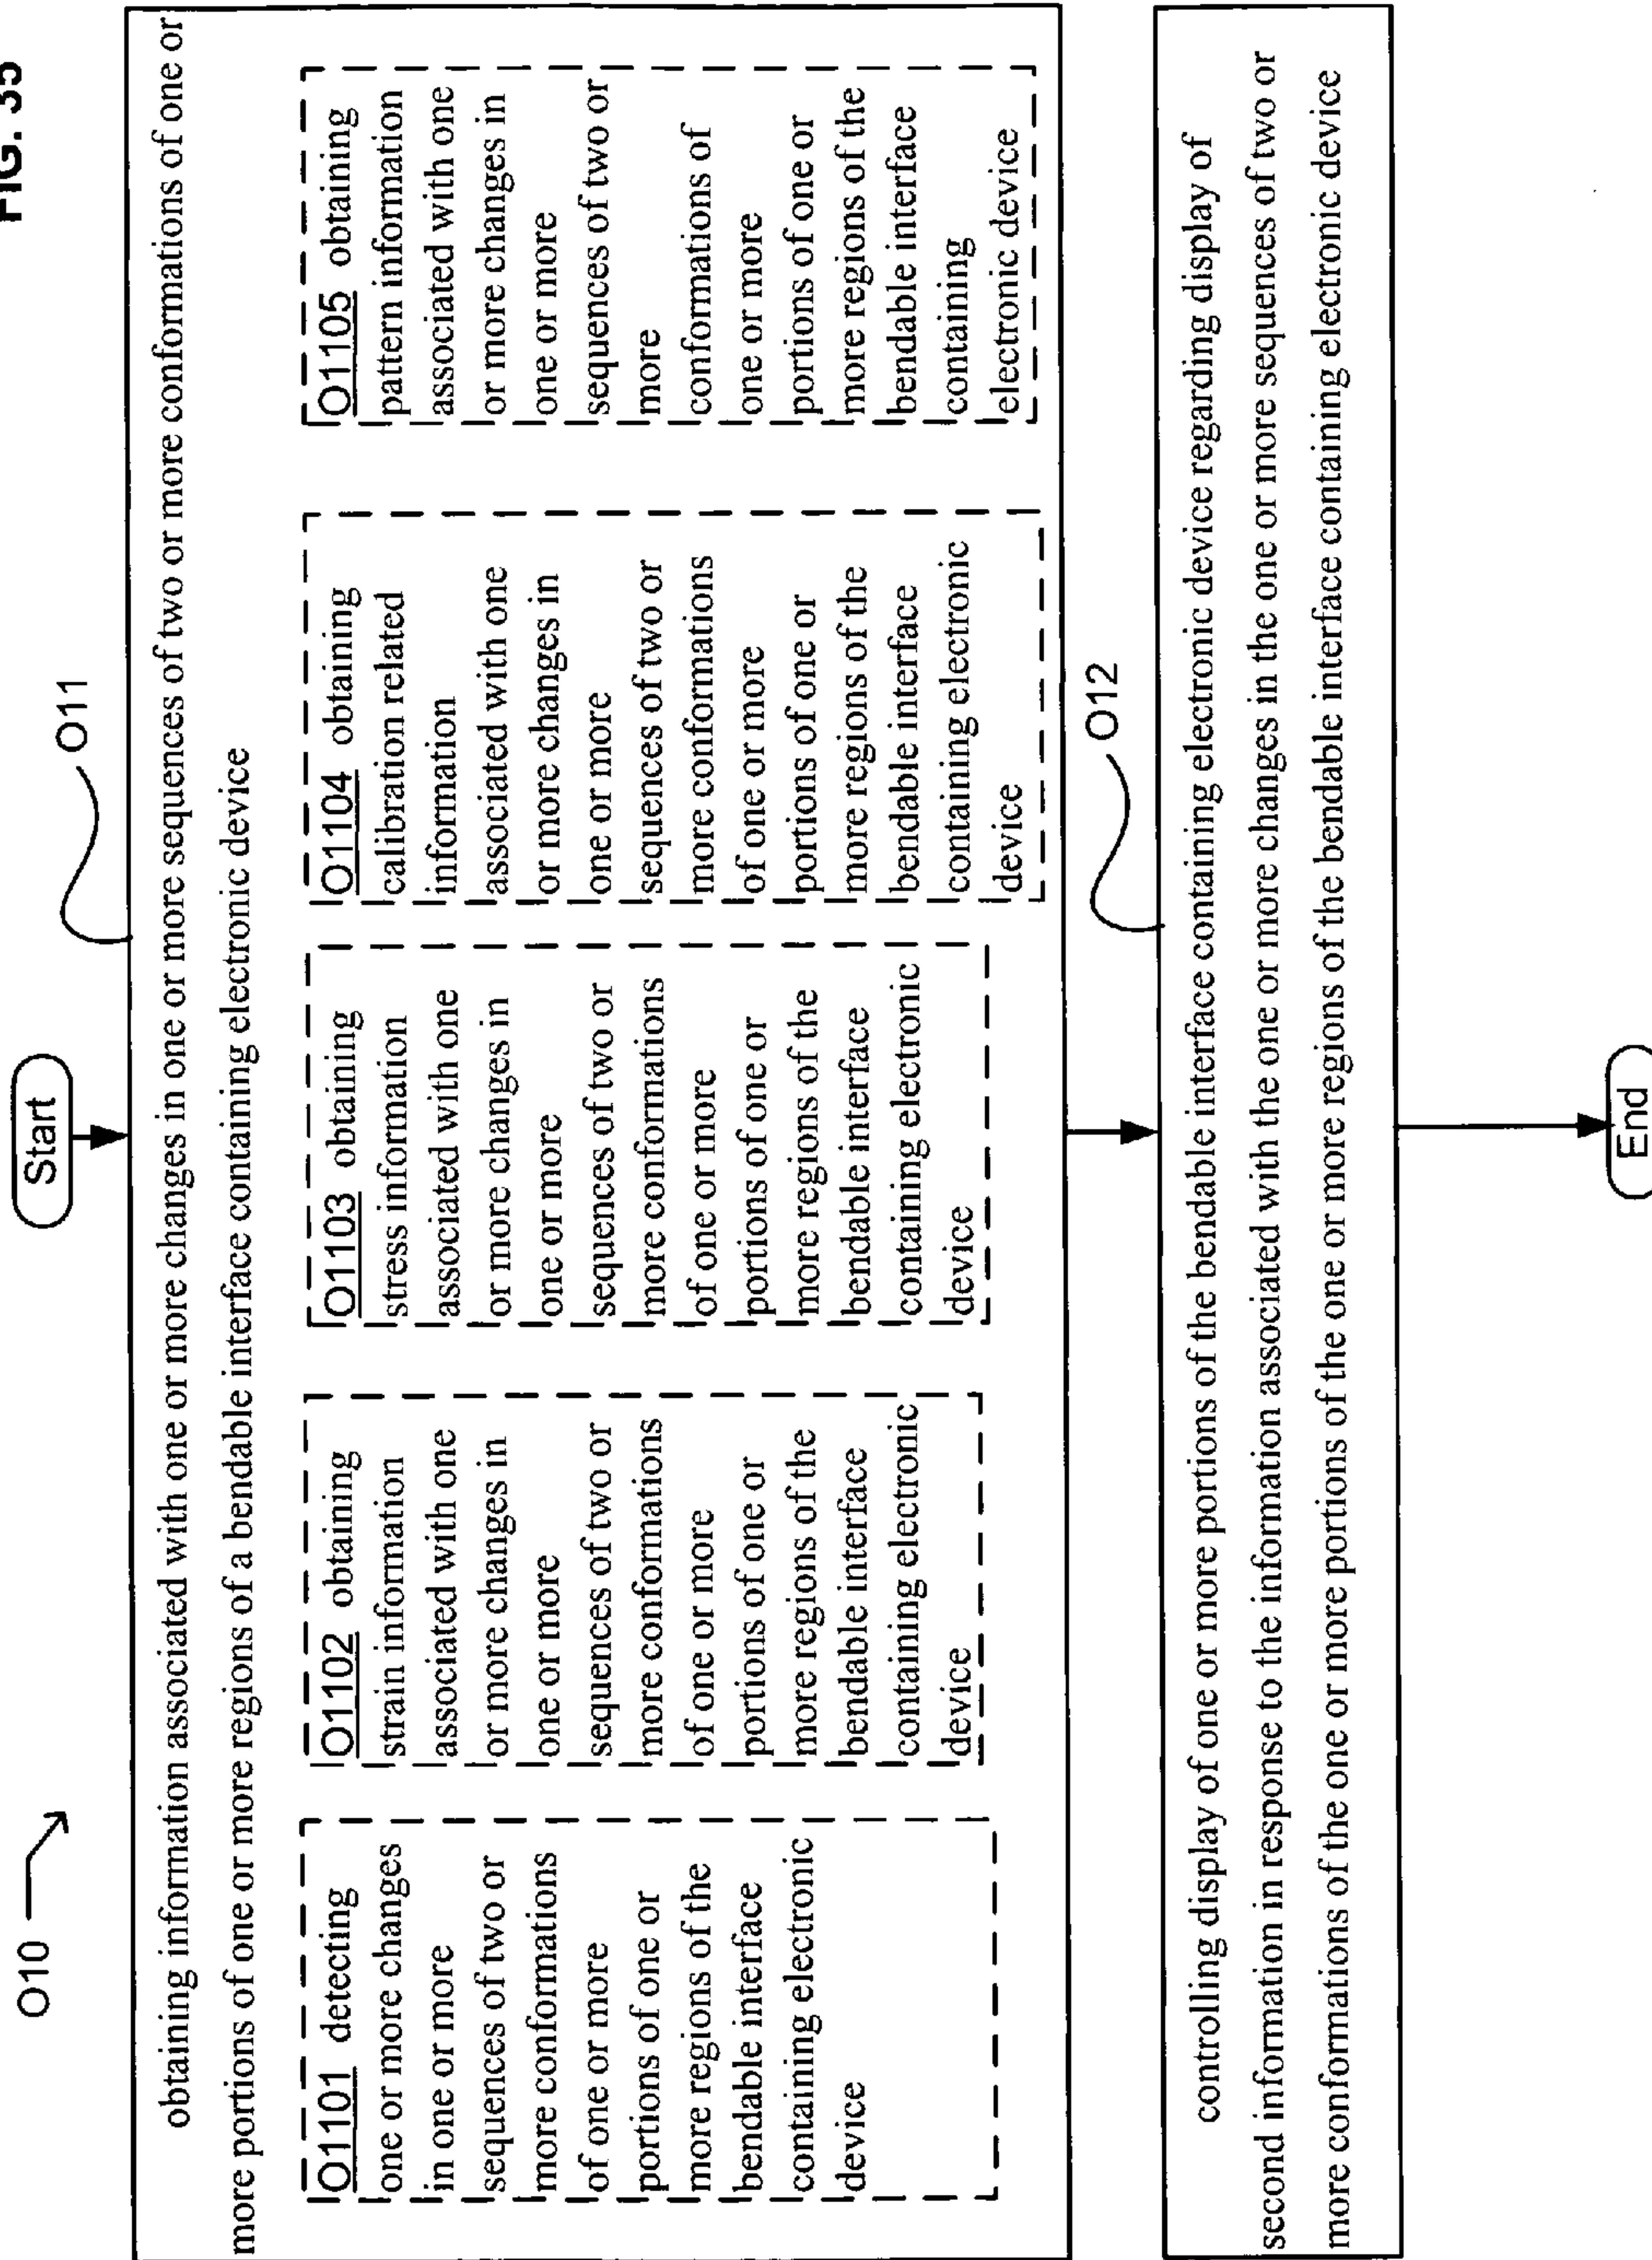 FIG. 35
O10
Start
O11
obtaining information associated with one or more changes in one or more sequences of two or more conformations of one or
more portions of one or more regions of a bendable interface containing electronic device
O1101 detecting
one or more changes
in one or more
sequences of two or
more conformations
of one or more
portions of one or
more regions of the
bendable interface
containing electronic
device
O1102 obtaining
strain information
associated with one
or more changes in
one or more
sequences of two or
more conformations
of one or more
portions of one or
more regions of the
bendable interface
containing electronic
device
O1103 obtaining
stress information
associated with one
or more changes in
one or more
sequences of two or
more conformations
of one or more
portions of one or
more regions of the
bendable interface
containing electronic
device
O1104 obtaining
calibration related
information
associated with one
or more changes in
one or more
sequences of two or
more conformations
of one or more
portions of one or
more regions of the
bendable interface
containing electronic
device
O1105 obtaining
pattern information
associated with one
or more changes in
one or more
sequences of two or
more
conformations of
one or more
portions of one or
more regions of the
bendable interface
containing
electronic device
O12
controlling display of one or more portions of the bendable interface containing electronic device regarding display of
second information in response to the information associated with the one or more changes in the one or more sequences of two or
more conformations of the one or more portions of the one or more regions of the bendable interface containing electronic device
End